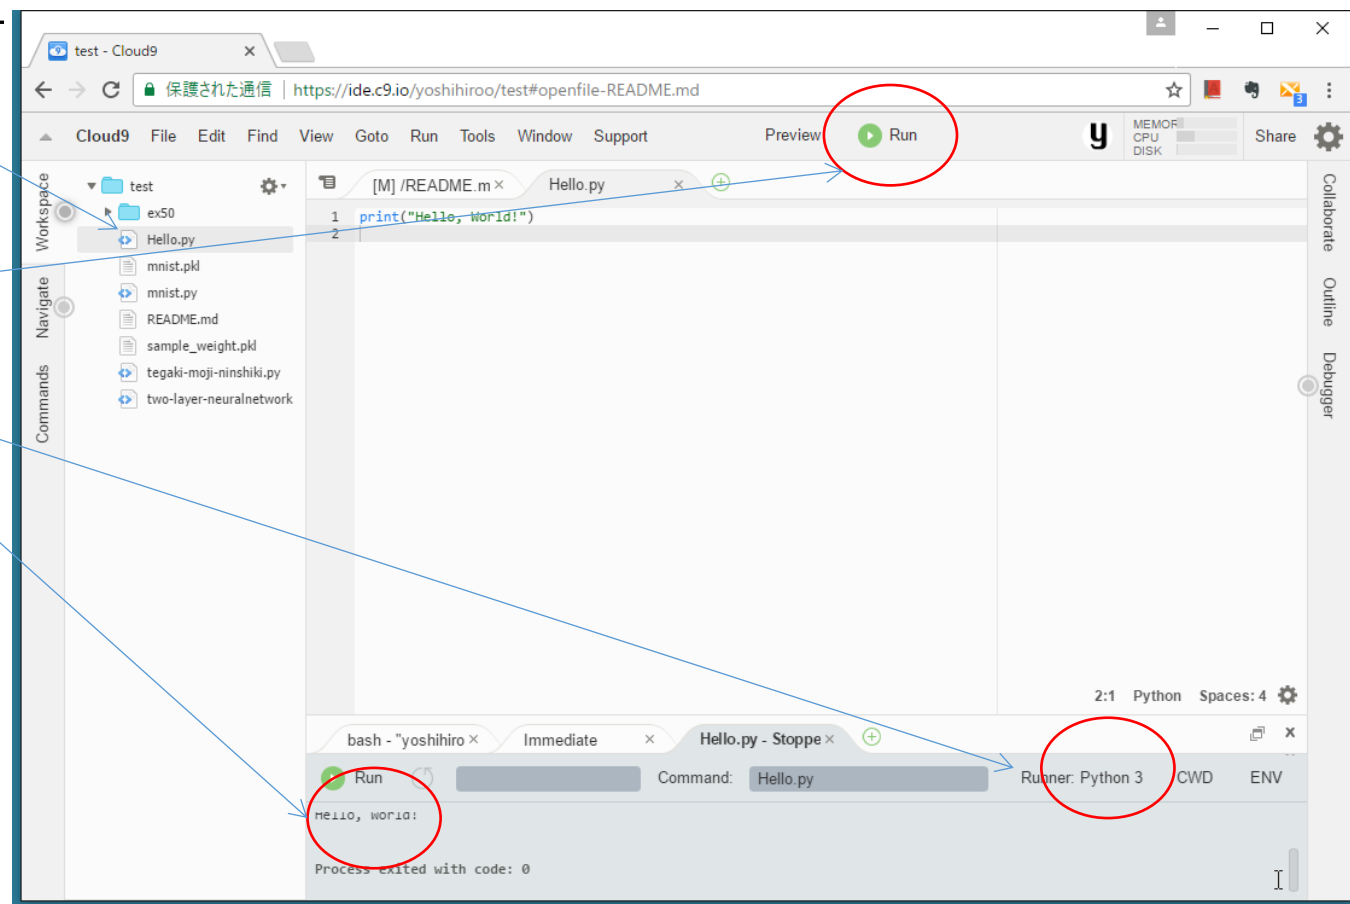 test - Cloud9
保護された通信 https://ide.c9.io/yoshihiroo/test#openfile-README.md
3
Cloud9 File Edit Find View Goto Run Tools Window Support Preview Run
y
MEMOR
CPU
DISK
Share
Workspace
Navigate
Commands
test
ex50
Hello.py
mnist.pkl
mnist.py
README.md
sample_weight.pkl
tegaki-moji-ninshiki.py
two-layer-neuralnetwork
[M] /README.m Hello.py
1 print("Hello, World!")
2
Collaborate
Outline
Debugger
2:1 Python Spaces: 4
bash - "yoshihiro Immediate Hello.py - Stoppe
Run Command: Hello.py Runner: Python 3 CWD ENV
Hello, World!
Process exited with code: 0